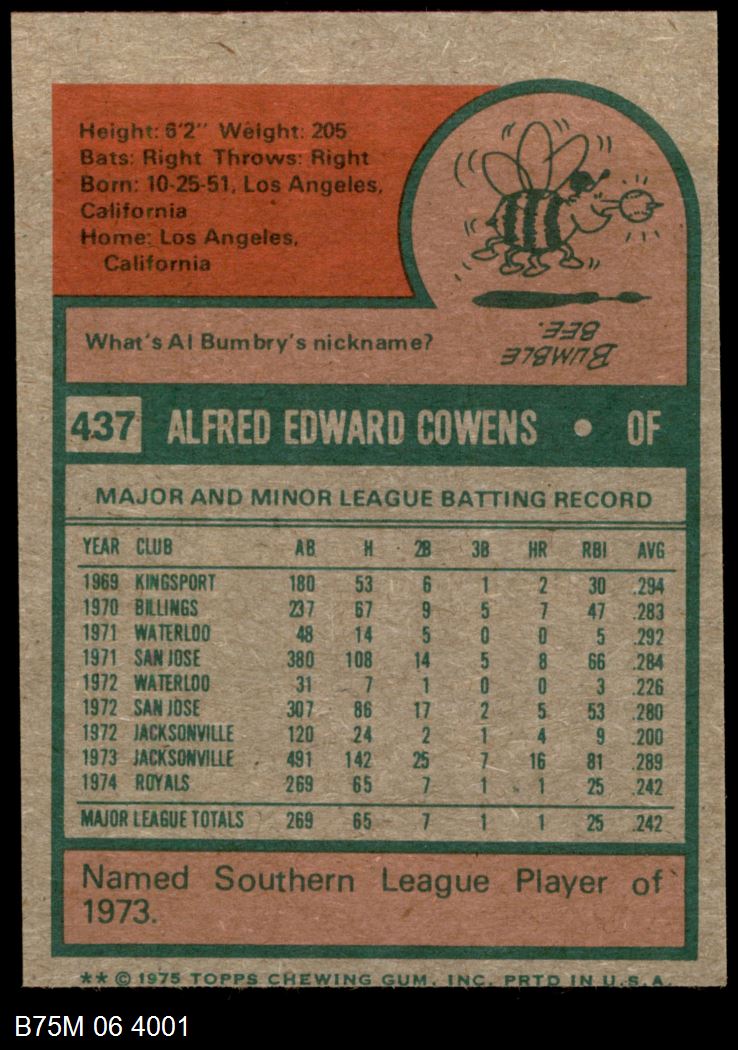 Height: 6'2" Weight: 205
Bats: Right Throws: Right
Born: 10-25-51, Los Angeles,
California
Home: Los Angeles,
California
What's Al Bumbry's nickname?
BUMBLE
BEE.
437 ALFRED EDWARD COWENS • OF
MAJOR AND MINOR LEAGUE BATTING RECORD
YEAR CLUB AB H 2B 3B HR RBI AVG
1969 KINGSPORT 180 53 6 1 2 30 .294
1970 BILLINGS 237 67 9 5 7 47 .283
1971 WATERLOO 48 14 5 0 0 5 .292
1971 SAN JOSE 380 108 14 5 8 66 .284
1972 WATERLOO 31 7 1 0 0 3 .226
1972 SAN JOSE 307 86 17 2 5 53 .280
1972 JACKSONVILLE 120 24 2 1 4 9 .200
1973 JACKSONVILLE 491 142 25 7 16 81 .289
1974 ROYALS 269 65 7 1 1 25 .242
MAJOR LEAGUE TOTALS 269 65 7 1 1 25 .242
Named Southern League Player of
1973.
** © 1975 TOPPS CHEWING GUM, INC. PRTD IN U.S.A.
B75M 06 4001